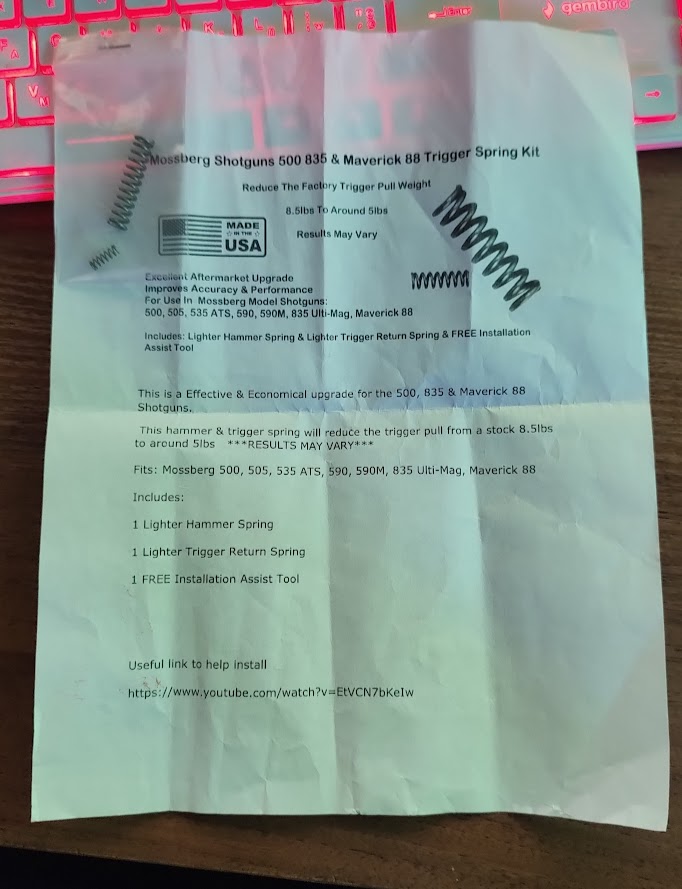 gembird
Mossberg Shotguns 500 835 & Maverick 88 Trigger Spring Kit
Reduce The Factory Trigger Pull Weight
8.5lbs To Around 5lbs
Results May Vary
MADE
IN THE
USA
Excellent Aftermarket Upgrade
Improves Accuracy & Performance
For Use In Mossberg Model Shotguns:
500, 505, 535 ATS, 590, 590M, 835 Ulti-Mag, Maverick 88
Includes: Lighter Hammer Spring & Lighter Trigger Return Spring & FREE Installation
Assist Tool
This is a Effective & Economical upgrade for the 500, 835 & Maverick 88
Shotguns.
This hammer & trigger spring will reduce the trigger pull from a stock 8.5lbs
to around 5lbs ***RESULTS MAY VARY***
Fits: Mossberg 500, 505, 535 ATS, 590, 590M, 835 Ulti-Mag, Maverick 88
Includes:
1 Lighter Hammer Spring
1 Lighter Trigger Return Spring
1 FREE Installation Assist Tool
Useful link to help install
https://www.youtube.com/watch?v=EtVCN7bKeIw